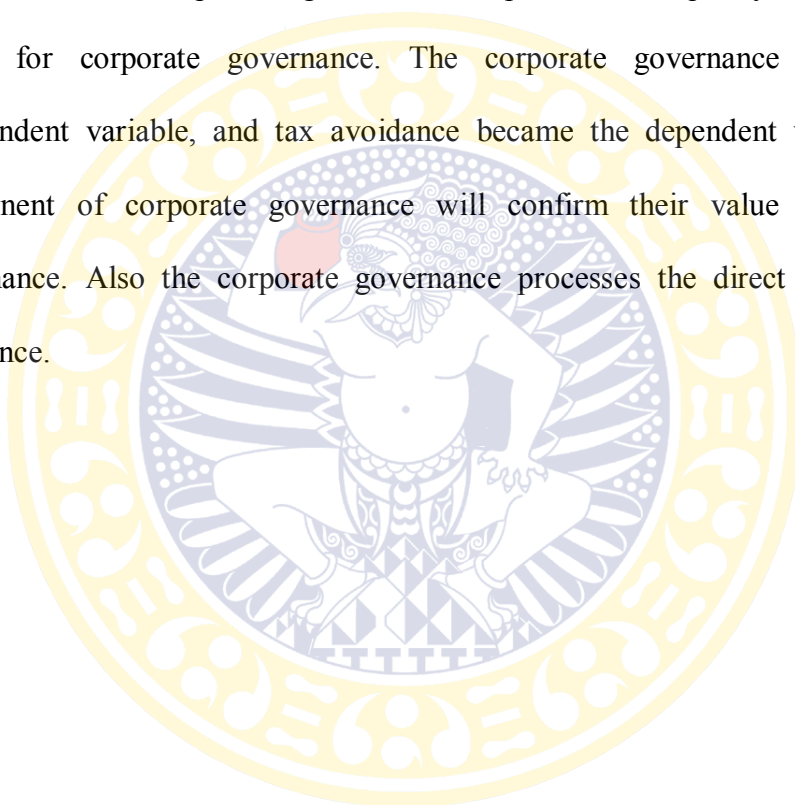 for corporate governance. The corporate governance
ndent variable, and tax avoidance became the dependent
nent of corporate governance will confirm their value
nance. Also the corporate governance processes the direct
nce.